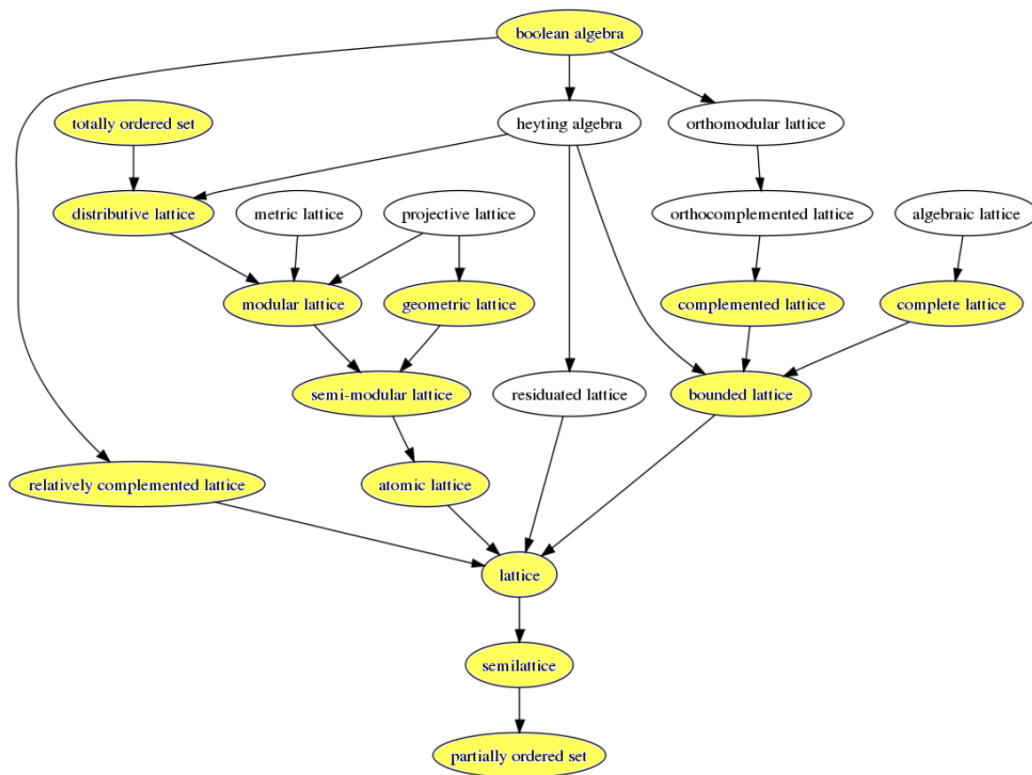 boolean algebra
totally ordered set
heyting algebra
orthomodular lattice
distributive lattice
metric lattice
projective lattice
orthocomplemented lattice
algebraic lattice
modular lattice
geometric lattice
complemented lattice
complete lattice
semi-modular lattice
residuated lattice
bounded lattice
relatively complemented lattice
atomic lattice
lattice
semilattice
partially ordered set